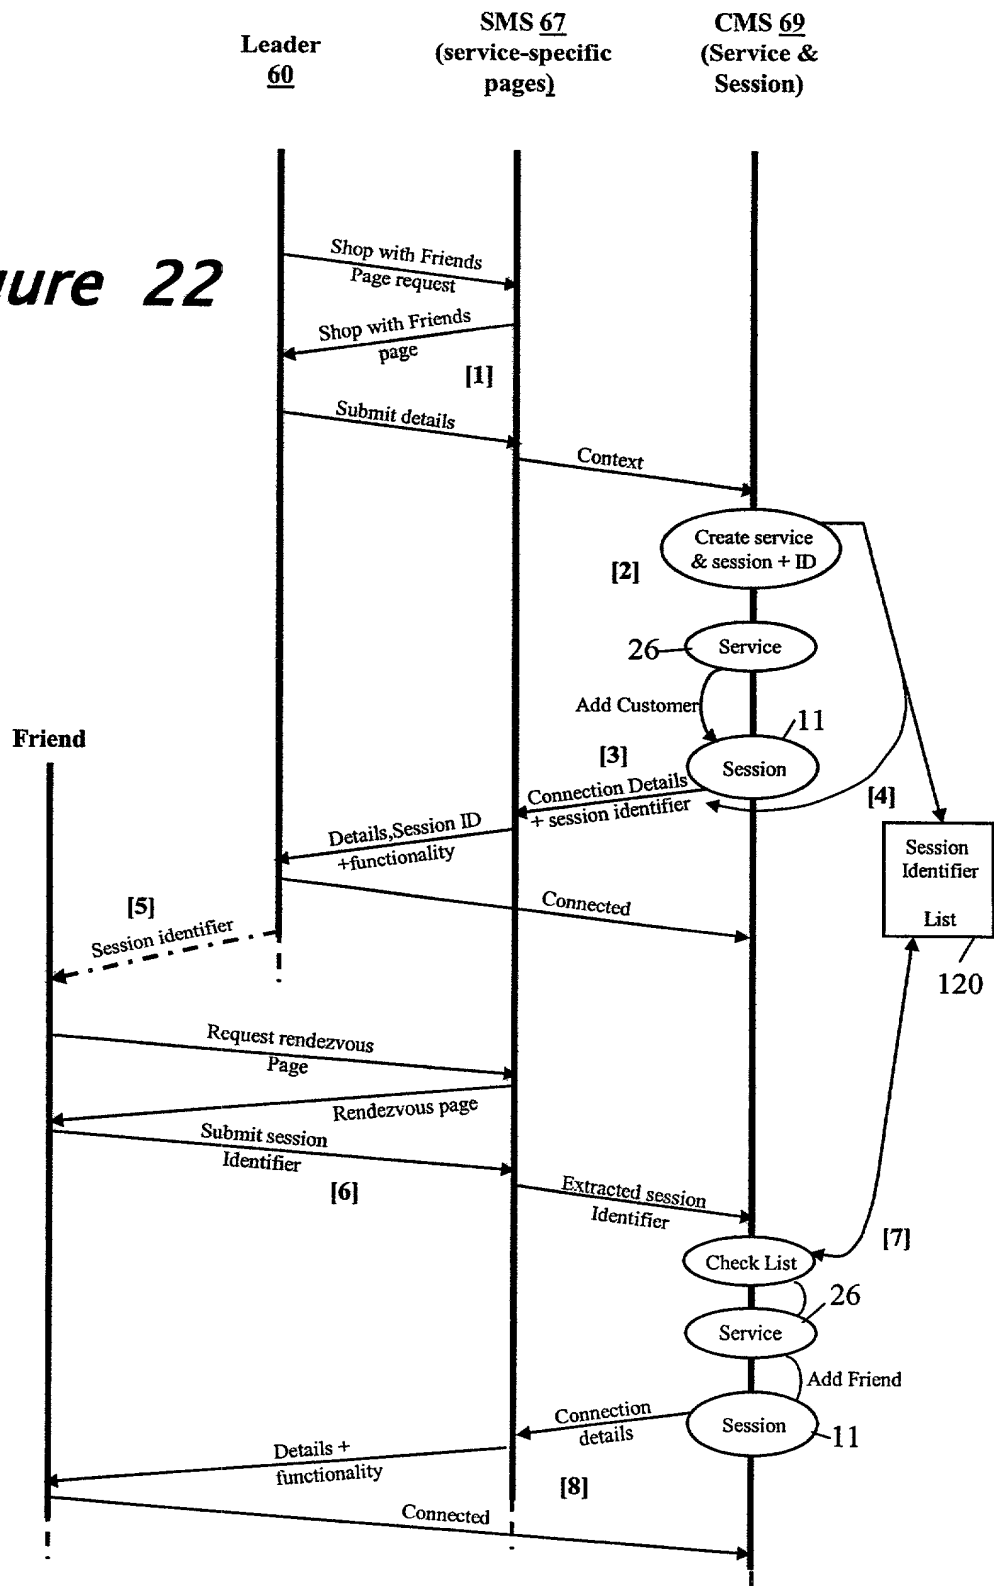 Leader
60
SMS 67
(service-specific
pages)
CMS 69
(Service &
Session)
ure 22
Shop with Friends
Page request
Shop with Friends
page
[1]
Submit details
Context
Create service
& session + ID
[2]
26
Service
Add Customer
11
Friend
[3]
Session
Connection Details
+ session identifier
[4]
Details,Session ID
+functionality
Session
Identifier
List
120
Connected
[5]
Session identifier
Request rendezvous
Page
Rendezvous page
Submit session
Identifier
[6]
Extracted session
Identifier
[7]
Check List
26
Service
Add Friend
Session
11
Connection
details
Details +
functionality
[8]
Connected